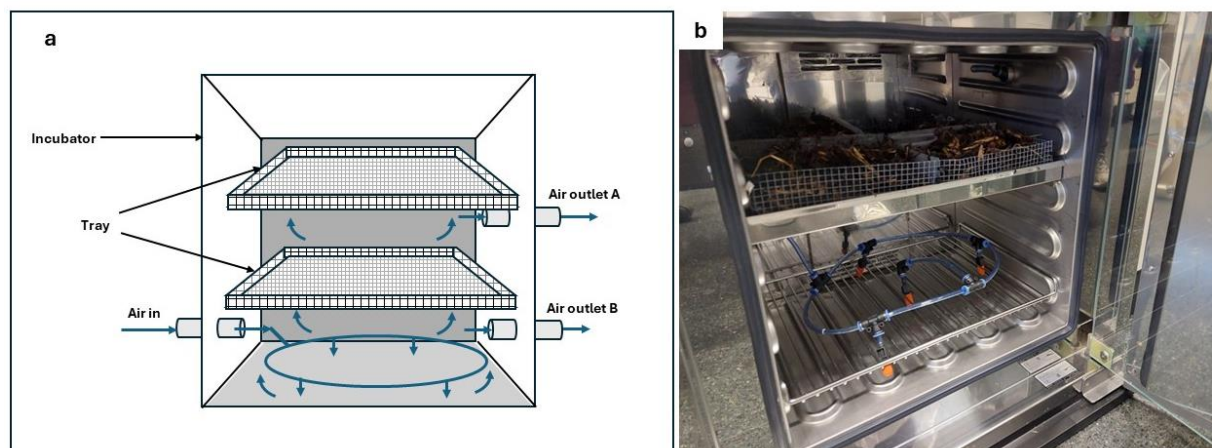 a
Incubator
Tray
Air in
Air outlet A
Air outlet B
b